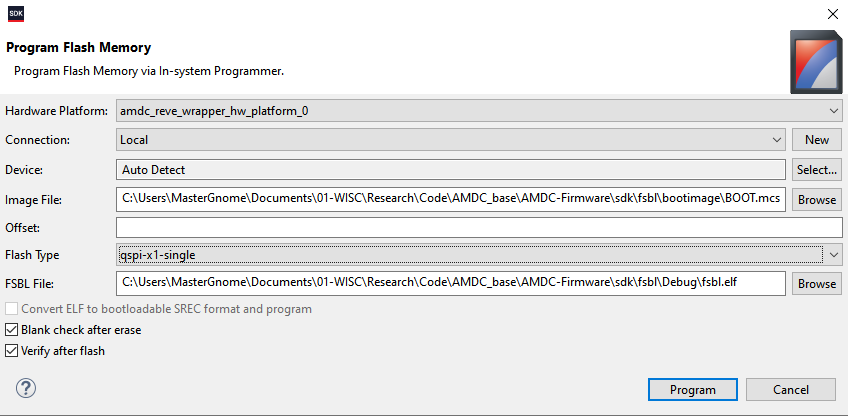 SDK
Program Flash Memory
Program Flash Memory via In-system Programmer.
Hardware Platform: amdc_reve_wrapper_hw_platform_0
Connection: Local New
Device: Auto Detect Select...
Image File: C:\Users\MasterGnome\Documents\01-WISC\Research\Code\AMDC_base\AMDC-Firmware\sdk\fsbl\bootimage\BOOT.mcs Browse
Offset:
Flash Type qspi-x1-single
FSBL File: C:\Users\MasterGnome\Documents\01-WISC\Research\Code\AMDC_base\AMDC-Firmware\sdk\fsbl\Debug\fsbl.elf Browse
Convert ELF to bootloadable SREC format and program
Blank check after erase
Verify after flash
? Program Cancel